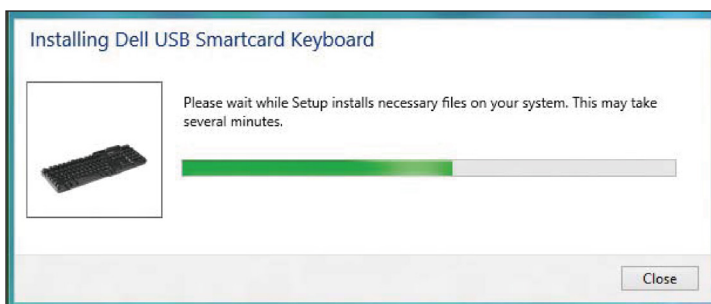 Installing Dell USB Smartcard Keyboard
Please wait while Setup installs necessary files on your system. This may take
several minutes.
Close